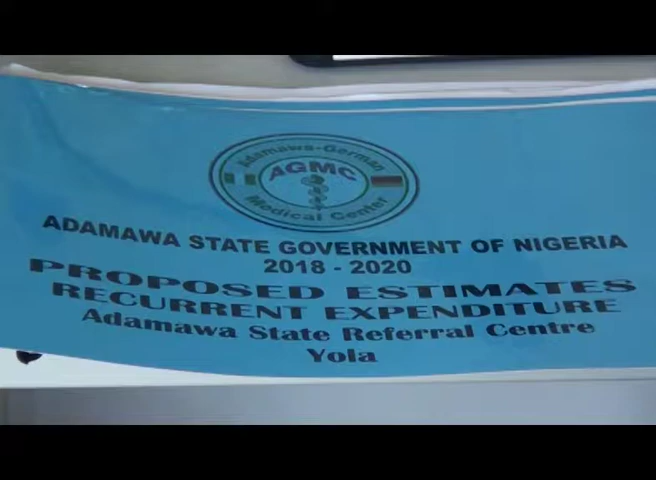 Adamawa-German
AGMC
Medical Center
ADAMAWA STATE GOVERNMENT OF NIGERIA
2018 - 2020
PROPOSED ESTIMATES
RECURRENT EXPENDITURE
Adamawa State Referral Centre
Yola